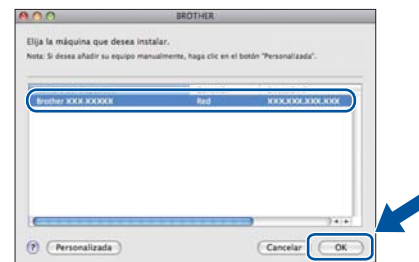 BROTHER
Elija la máquina que desea instalar.
Nota: Si desea añadir su equipo manualmente, haga clic en el botón "Personalizada".
Brother XXX-XXXXX Red XXX.XXX.XXX.XXX
? Personalizada Cancelar OK